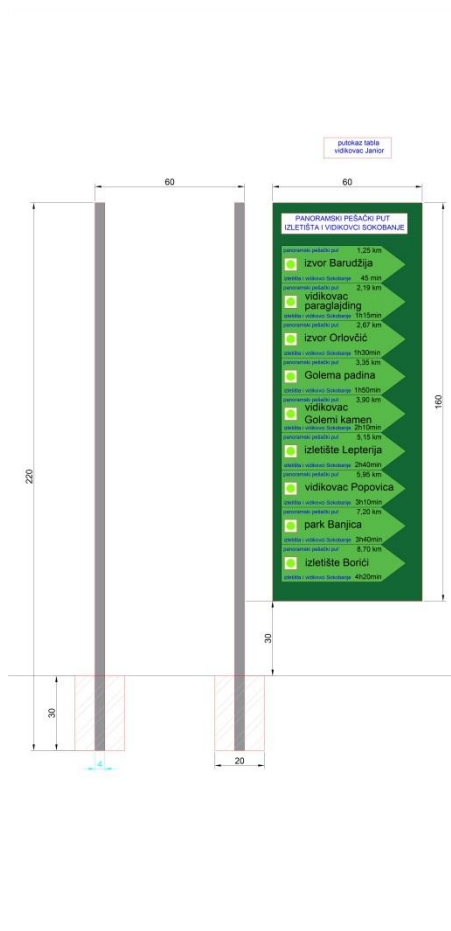 putokaz tabla
vidikovac Janior
60
60
PANORAMSKI PEŠAČKI PUT
IZLETIŠTA I VIDIKOVCI SOKOBANJE
panoramski pešački put 1,25 km
izvor Barudžija
izletišta i vidikovci Sokobanje 45 min
panoramski pešački put 2,19 km
vidikovac
paraglajding
izletišta i vidikovci Sokobanje 1h15min
panoramski pešački put 2,67 km
izvor Orlovčić
izletišta i vidikovci Sokobanje 1h30min
panoramski pešački put 3,35 km
Golema padina
izletišta i vidikovci Sokobanje 1h50min
panoramski pešački put 3,90 km
vidikovac
Golemi kamen
izletišta i vidikovci Sokobanje 2h10min
panoramski pešački put 5,15 km
izletište Lepterija
izletišta i vidikovci Sokobanje 2h40min
panoramski pešački put 5,95 km
vidikovac Popovica
izletišta i vidikovci Sokobanje 3h10min
panoramski pešački put 7,20 km
park Banjica
izletišta i vidikovci Sokobanje 3h40min
panoramski pešački put 8,70 km
izletište Borići
izletišta i vidikovci Sokobanje 4h20min
160
220
30
30
4
20